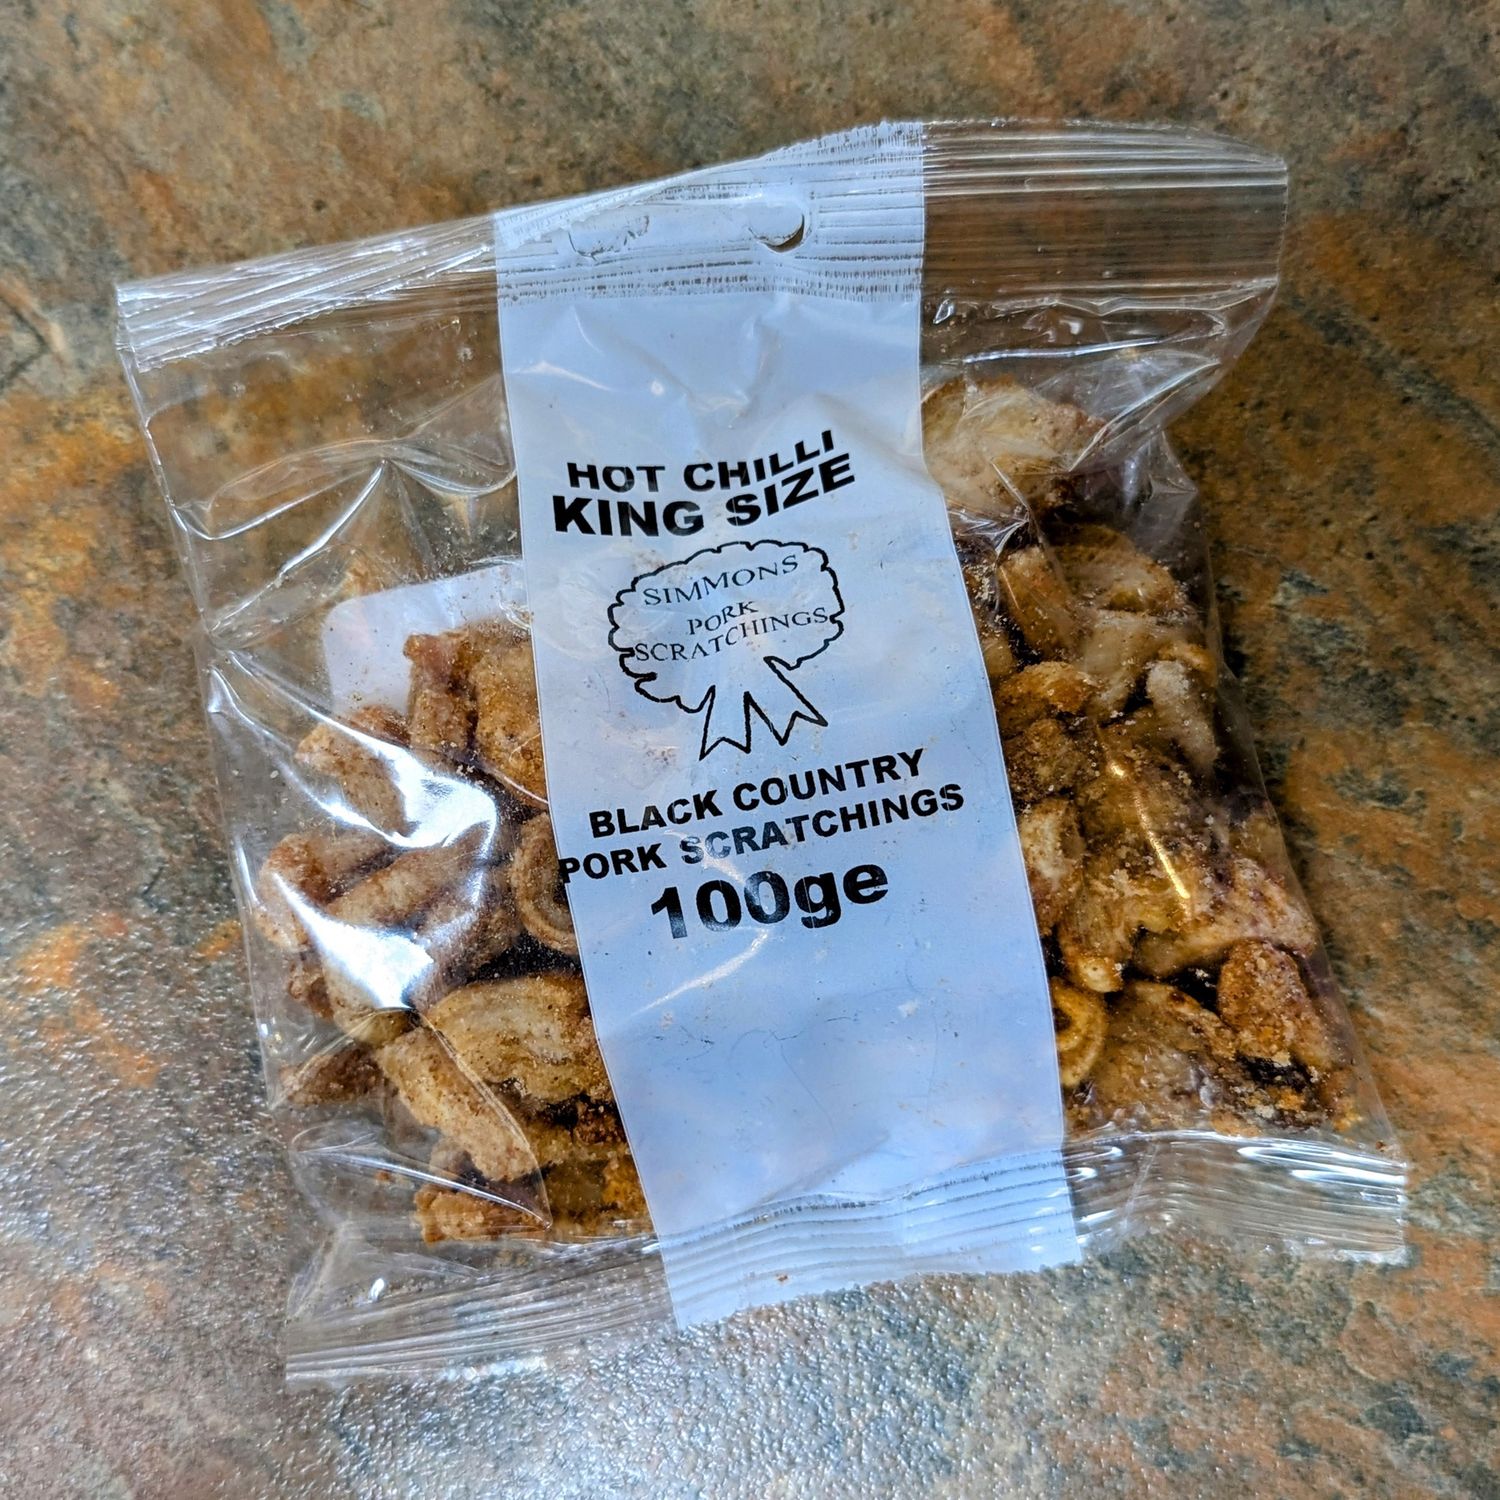 HOT CHILLI
KING SIZE
SIMMONS
PORK
SCRATCHINGS
BLACK COUNTRY
PORK SCRATCHINGS
100ge